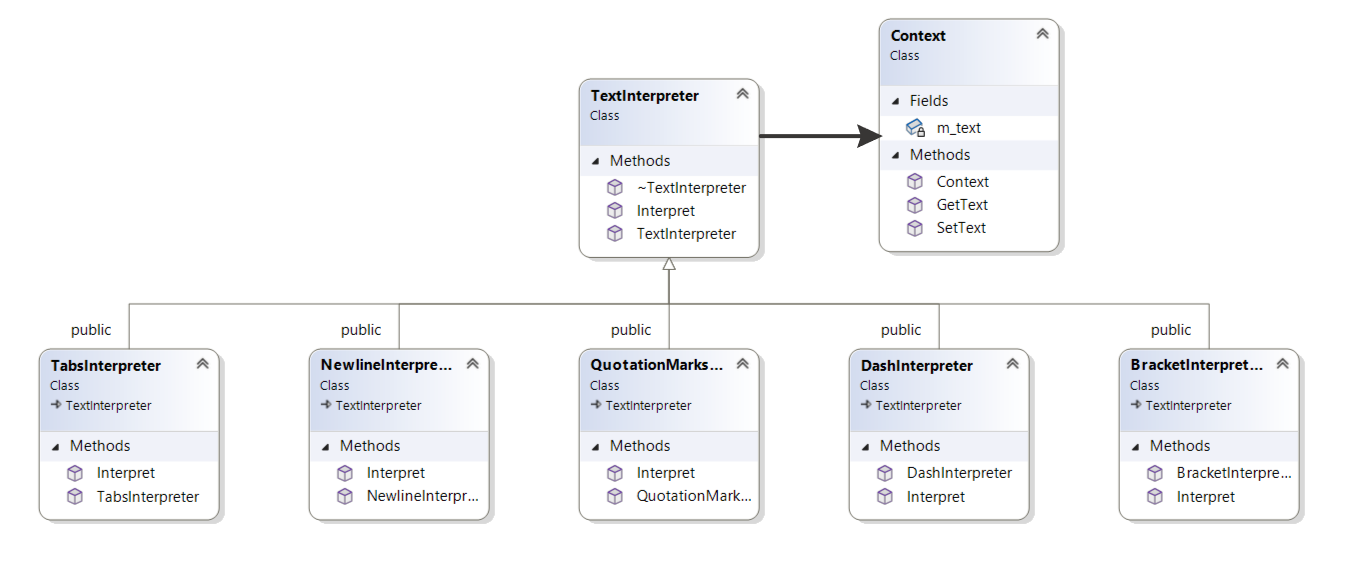 Context
Class
Fields
m_text
Methods
Context
GetText
SetText
TextInterpreter
Class
Methods
~TextInterpreter
Interpret
TextInterpreter
public
public
public
public
public
TabsInterpreter
Class
TextInterpreter
Methods
Interpret
TabsInterpreter
NewlineInterpre...
Class
TextInterpreter
Methods
Interpret
NewlineInterpr...
QuotationMarks...
Class
TextInterpreter
Methods
Interpret
QuotationMark...
DashInterpreter
Class
TextInterpreter
Methods
DashInterpreter
Interpret
BracketInterpret...
Class
TextInterpreter
Methods
BracketInterpre...
Interpret